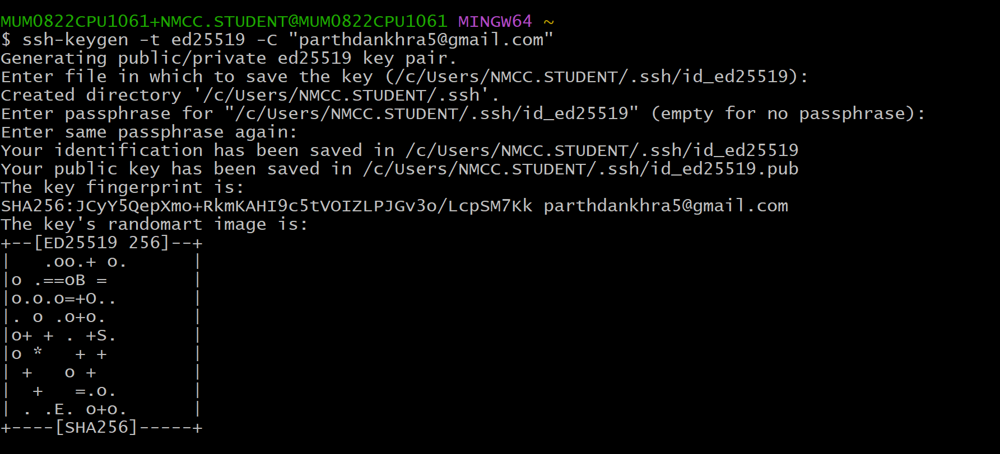 MUM0822CPU1061+NMCC.STUDENT@MUM0822CPU1061 MINGW64 ~
$ ssh-keygen -t ed25519 -C "parthdankhra5@gmail.com"
Generating public/private ed25519 key pair.
Enter file in which to save the key (/c/Users/NMCC.STUDENT/.ssh/id_ed25519):
Created directory '/c/Users/NMCC.STUDENT/.ssh'.
Enter passphrase for "/c/Users/NMCC.STUDENT/.ssh/id_ed25519" (empty for no passphrase):
Enter same passphrase again:
Your identification has been saved in /c/Users/NMCC.STUDENT/.ssh/id_ed25519
Your public key has been saved in /c/Users/NMCC.STUDENT/.ssh/id_ed25519.pub
The key fingerprint is:
SHA256:JCyY5QepXmo+RkmKAHI9c5tVOIZLPJGv3o/LcpSM7Kk parthdankhra5@gmail.com
The key's randomart image is:
+--[ED25519 256]--+
|   .oo.+ o.      |
|o .==oB =        |
|o.o.o=+O..       |
|. o .o+o.        |
|o+ + . +S.       |
|o *   + +        |
| +   o +         |
|  +   =.o.       |
| . .E. o+o.      |
+----[SHA256]-----+